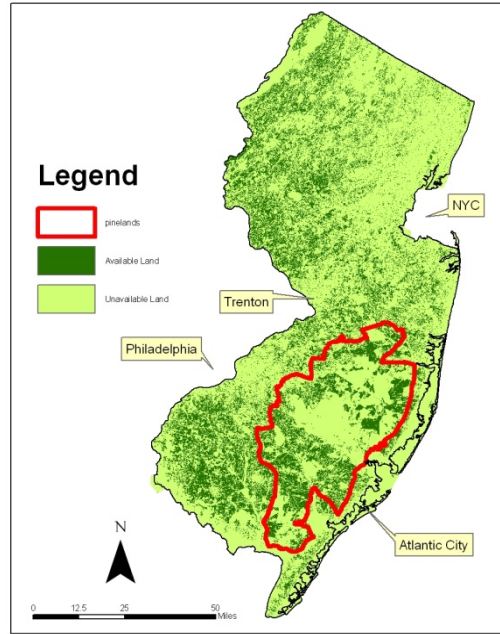 NYC
Legend
pinelands
Available Land
Unavailable Land
Trenton
Philadelphia
Atlantic City
N
0 12.5 25 50
Miles